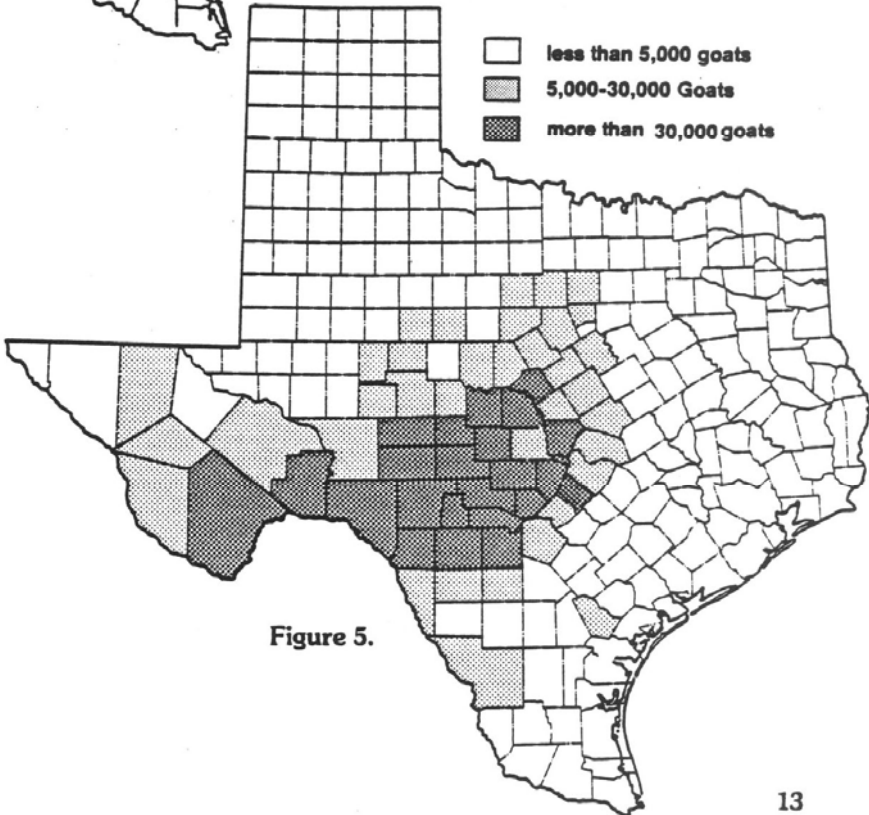 less than 5,000 goats
5,000-30,000 Goats
more than 30,000 goats
Figure 5.
13